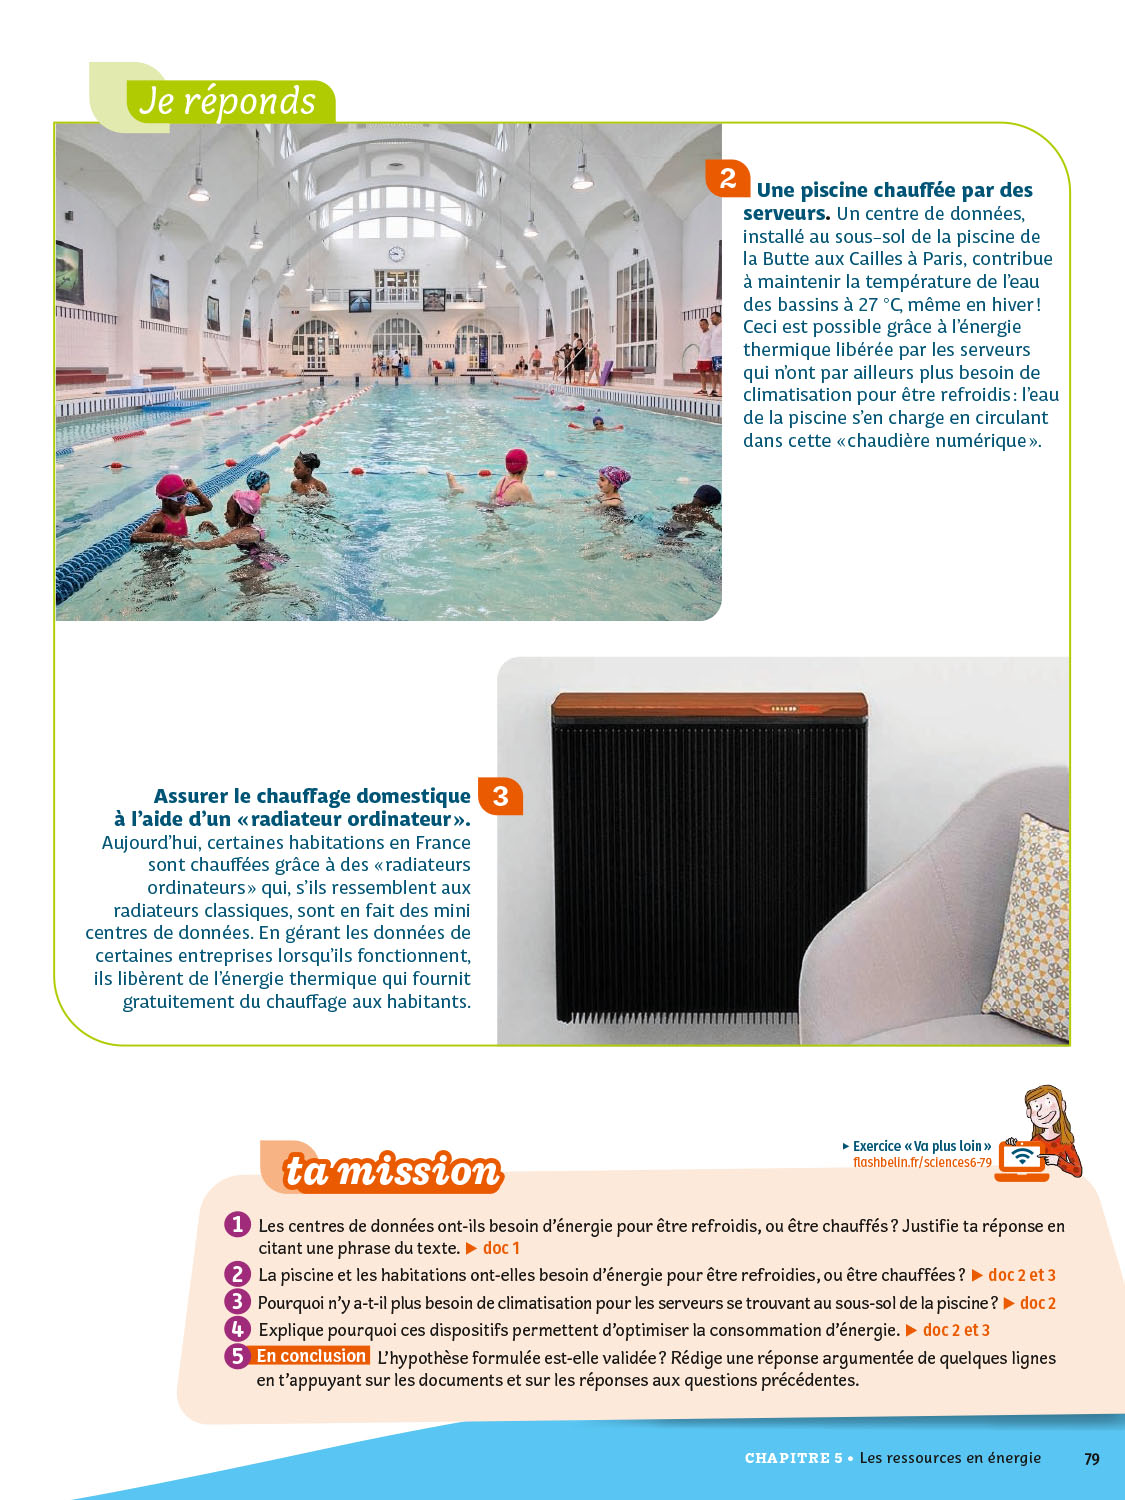 Je réponds
2
Une piscine chauffée par des
serveurs. Un centre de données,
installé au sous-sol de la piscine de
la Butte aux Cailles à Paris, contribue
à maintenir la température de l'eau
des bassins à 27 °C, même en hiver !
Ceci est possible grâce à l'énergie
thermique libérée par les serveurs
qui n'ont par ailleurs plus besoin de
climatisation pour être refroidis : l'eau
de la piscine s'en charge en circulant
dans cette « chaudière numérique ».
Assurer le chauffage domestique
3
à l'aide d'un « radiateur ordinateur ».
Aujourd'hui, certaines habitations en France
sont chauffées grâce à des « radiateurs
ordinateurs » qui, s'ils ressemblent aux
radiateurs classiques, sont en fait des mini
centres de données. En gérant les données de
certaines entreprises lorsqu'ils fonctionnent,
ils libèrent de l'énergie thermique qui fournit
gratuitement du chauffage aux habitants.
▸ Exercice « Va plus loin »
flashbelin.fr/sciences6-79
ta mission
1 Les centres de données ont-ils besoin d'énergie pour être refroidis, ou être chauffés ? Justifie ta réponse en
citant une phrase du texte. ▶ doc 1
2 La piscine et les habitations ont-elles besoin d'énergie pour être refroidies, ou être chauffées ? ▶ doc 2 et 3
3 Pourquoi n'y a-t-il plus besoin de climatisation pour les serveurs se trouvant au sous-sol de la piscine ? ▶ doc 2
4 Explique pourquoi ces dispositifs permettent d'optimiser la consommation d'énergie. ▶ doc 2 et 3
5 En conclusion L'hypothèse formulée est-elle validée ? Rédige une réponse argumentée de quelques lignes
en t'appuyant sur les documents et sur les réponses aux questions précédentes.
CHAPITRE 5 • Les ressources en énergie 79